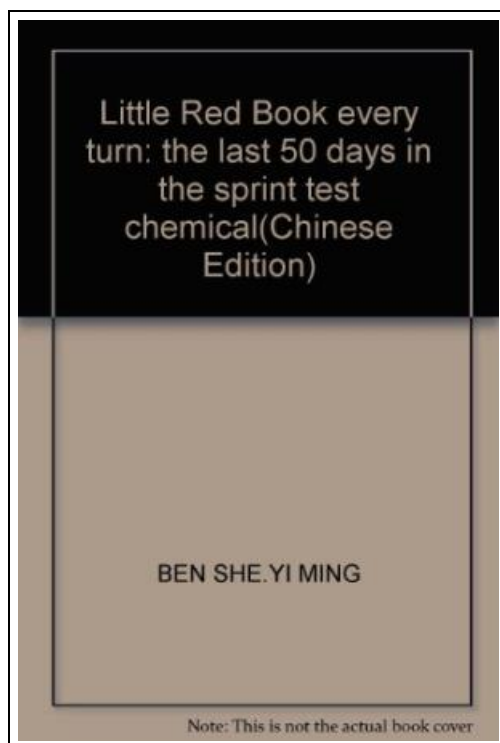 Little Red Book every
turn: the last 50 days in
the sprint test
chemical(Chinese
Edition)
BEN SHE.YI MING
Note: This is not the actual book cover